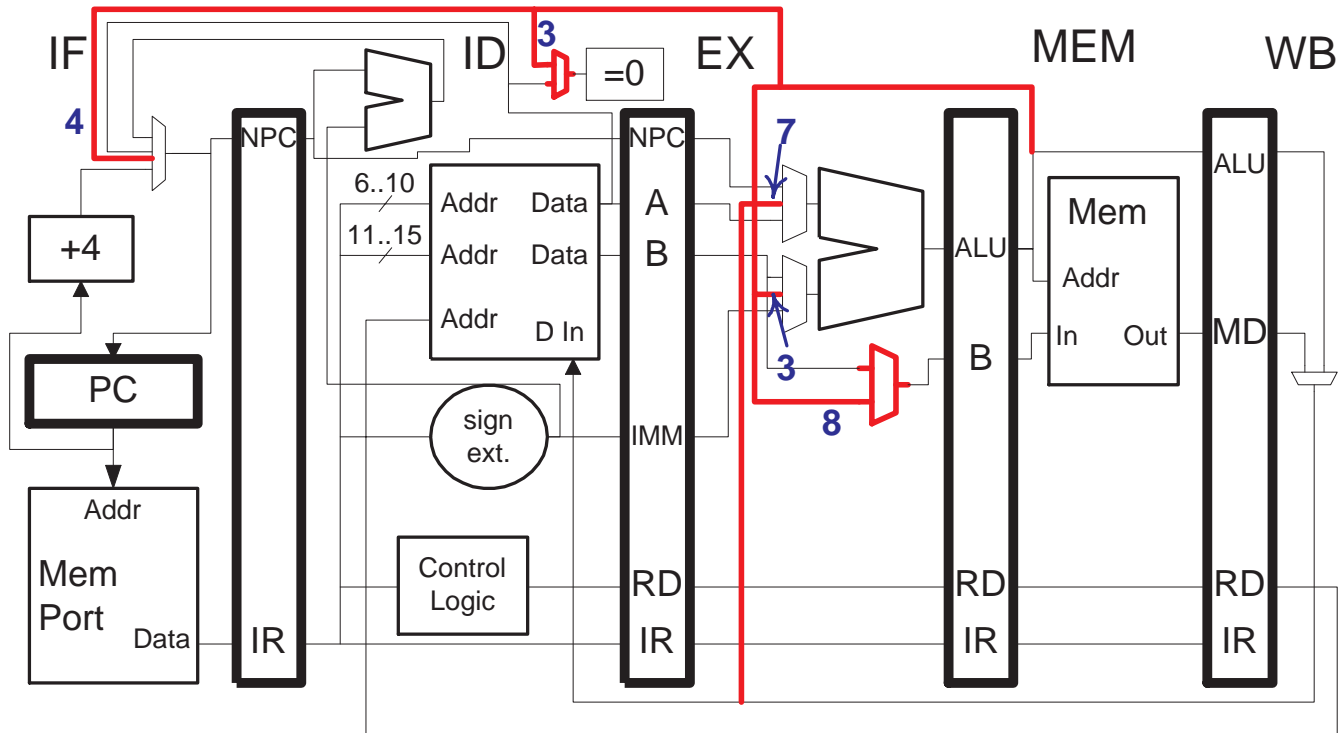 IF
ID
EX
MEM
WB
3
=0
4
NPC
NPC
7
ALU
6..10
Addr
Data
A
Mem
11..15
Addr
Data
B
ALU
+4
Addr
Addr
D In
3
In
Out
MD
B
PC
8
sign
ext.
IMM
Addr
Mem
Port
Data
Control
Logic
RD
RD
RD
IR
IR
IR
IR